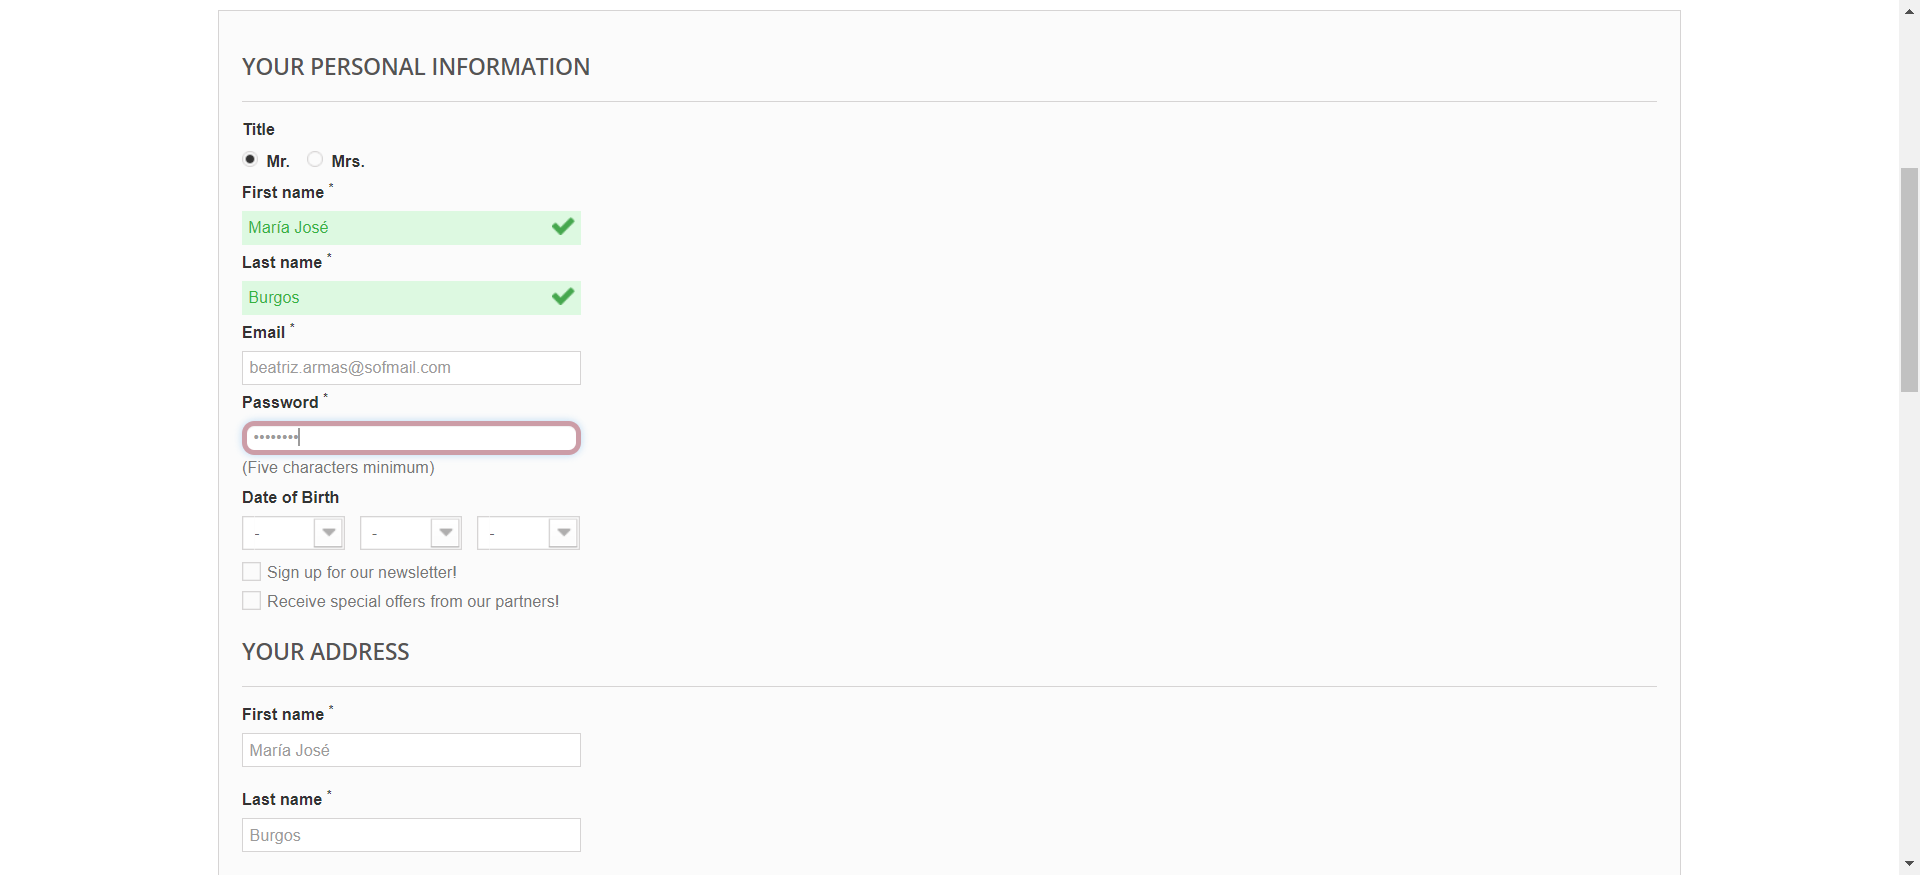 YOUR PERSONAL INFORMATION
Title
Mr. Mrs.
First name *
María José
Last name *
Burgos
Email *
beatriz.armas@sofmail.com
Password *
••••••••
(Five characters minimum)
Date of Birth
- - -
Sign up for our newsletter!
Receive special offers from our partners!
YOUR ADDRESS
First name *
María José
Last name *
Burgos